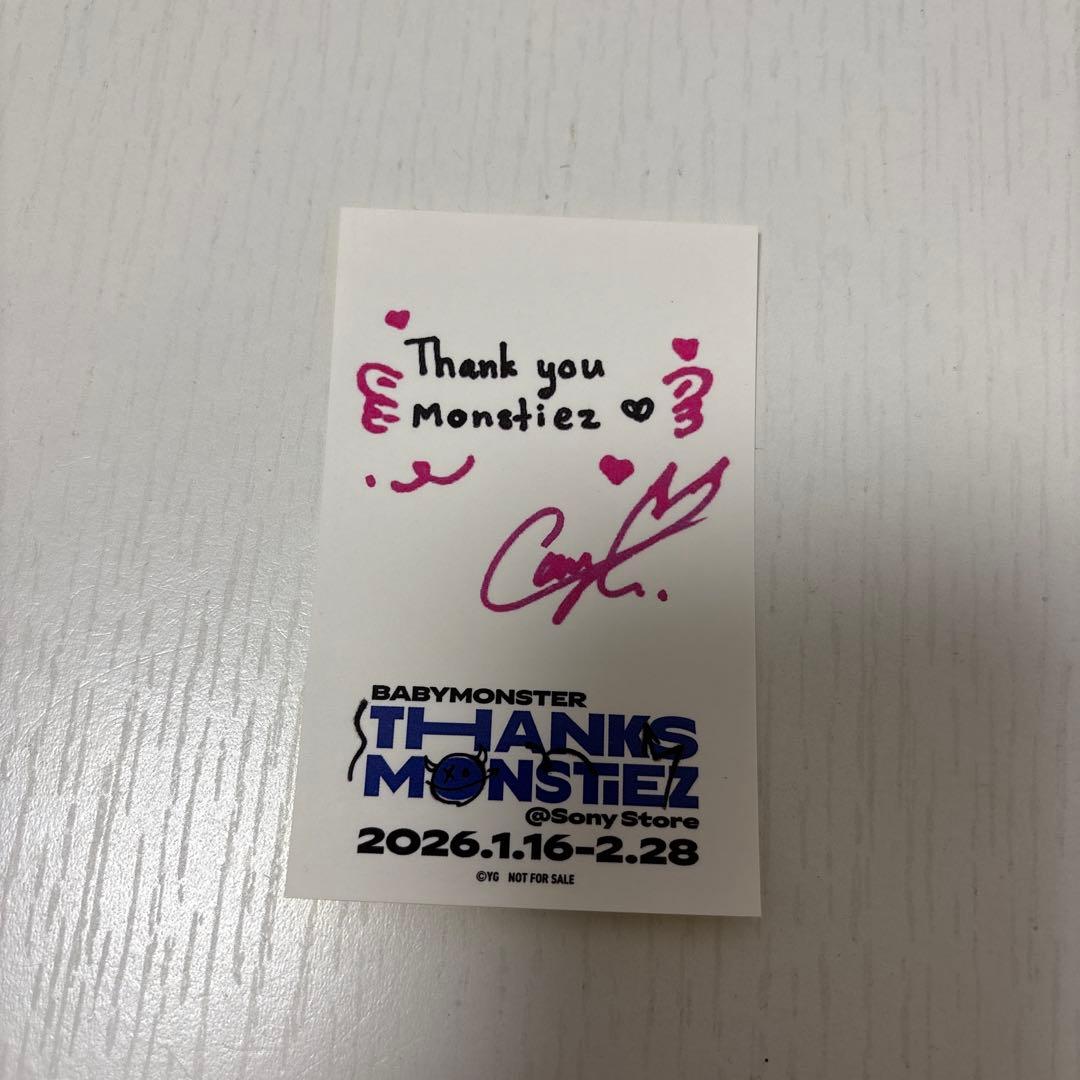 Thank you
Monstiez
BABYMONSTER
THANKS
MONSTIEZ
@Sony Store
2026.1.16–2.28
©YG NOT FOR SALE